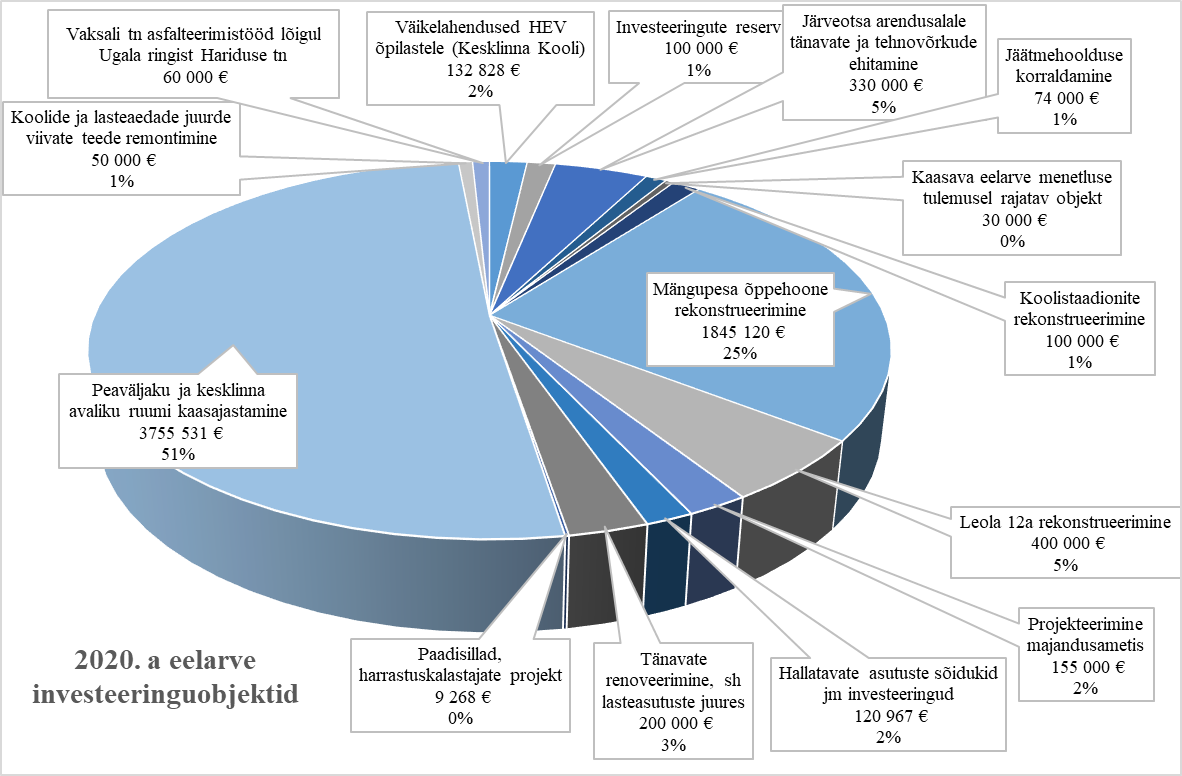 Vaksali tn asfalteerimistööd lõigul
Ugala ringist Hariduse tn
60 000 €
Väikelahendused HEV
õpilastele (Kesklinna Kooli)
132 828 €
2%
Investeeringute reserv
100 000 €
1%
Järveotsa arendusalale
tänavate ja tehnovõrkude
ehitamine
330 000 €
5%
Jäätmehoolduse
korraldamine
74 000 €
1%
Koolide ja lasteaedade juurde
viivate teede remontimine
50 000 €
1%
Kaasava eelarve menetluse
tulemusel rajatav objekt
30 000 €
0%
Mängupesa õppehoone
rekonstrueerimine
1845 120 €
25%
Koolistaadionite
rekonstrueerimine
100 000 €
1%
Peaväljaku ja kesklinna
avaliku ruumi kaasajastamine
3755 531 €
51%
Leola 12a rekonstrueerimine
400 000 €
5%
Projekteerimine
majandusametis
155 000 €
2%
Hallatavate asutuste sõidukid
jm investeeringud
120 967 €
2%
Tänavate
renoveerimine, sh
lasteasutuste juures
200 000 €
3%
Paadisillad,
harrastuskalastajate projekt
9 268 €
0%
2020. a eelarve
investeeringuobjektid